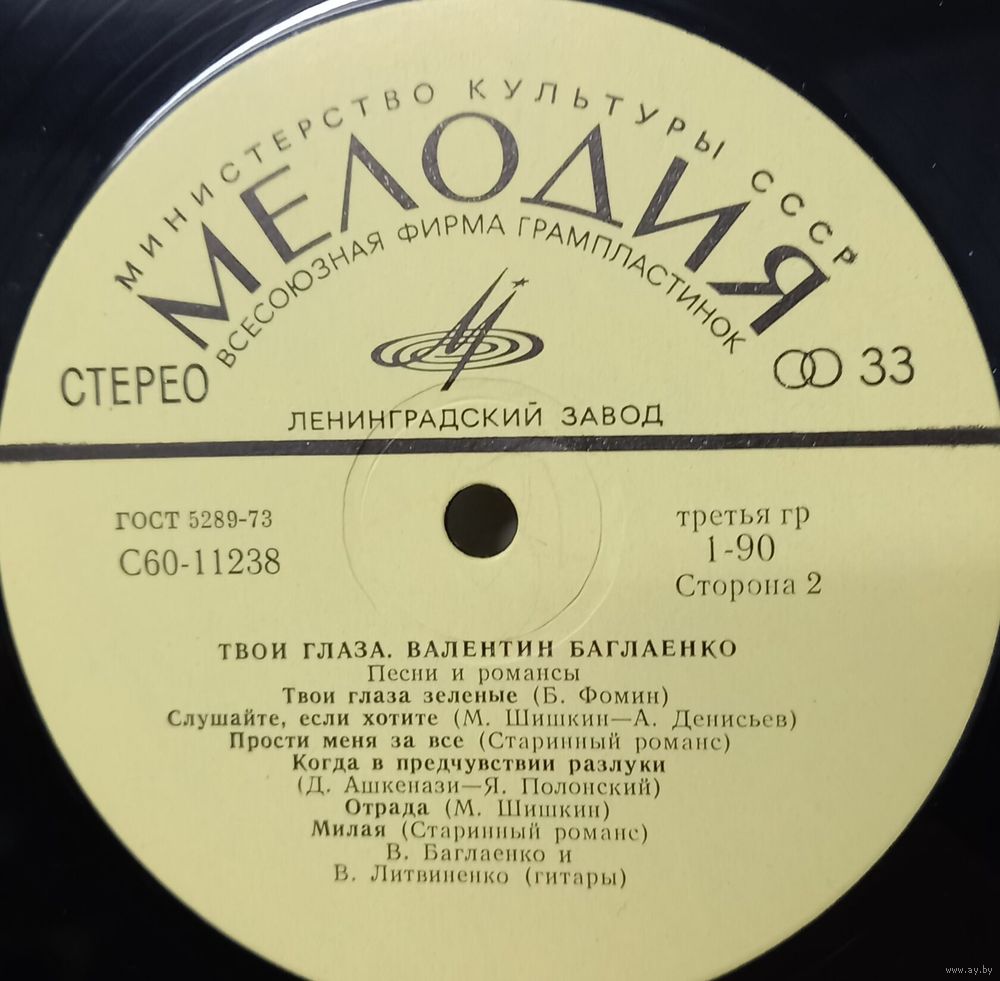 МИНИСТЕРСТВО КУЛЬТУРЫ СССР
МЕЛОДИЯ
ВСЕСОЮЗНАЯ ФИРМА ГРАМПЛАСТИНОК
СТЕРЕО
33
ЛЕНИНГРАДСКИЙ ЗАВОД
ГОСТ 5289-73
С60-11238
третья гр
1-90
Сторона 2
ТВОИ ГЛАЗА. ВАЛЕНТИН БАГЛАЕНКО
Песни и романсы
Твои глаза зеленые (Б. Фомин)
Слушайте, если хотите (М. Шишкин—А. Денисьев)
Прости меня за все (Старинный романс)
Когда в предчувствии разлуки
(Д. Ашкенази—Я. Полонский)
Отрада (М. Шишкин)
Милая (Старинный романс)
В. Баглаенко и
В. Литвиненко (гитары)
www.ay.by